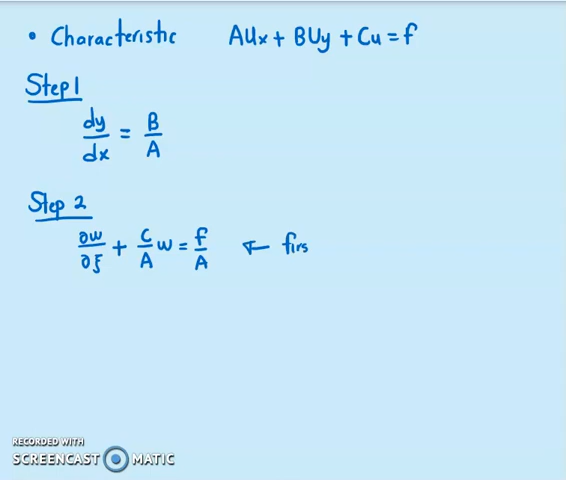 • Characteristic AUx + BUy + Cu = f
Step 1
dy/dx = B/A
Step 2
∂w/∂ξ + C/A w = f/A ← firs
RECORDED WITH
SCREENCAST MATIC